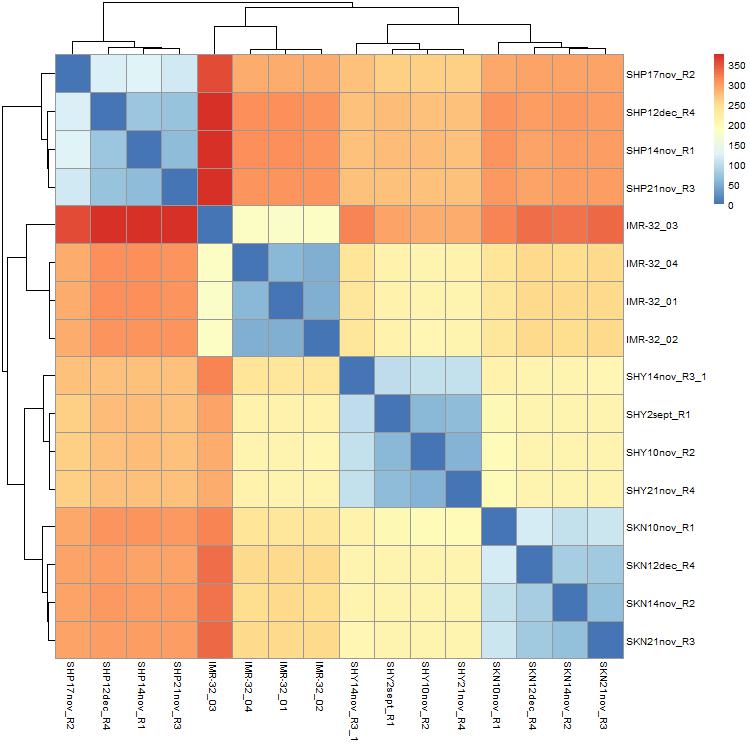 SHP17nov_R2
SHP12dec_R4
SHP14nov_R1
SHP21nov_R3
IMR-32_03
IMR-32_04
IMR-32_01
IMR-32_02
SHY14nov_R3_1
SHY2sept_R1
SHY10nov_R2
SHY21nov_R4
SKN10nov_R1
SKN12dec_R4
SKN14nov_R2
SKN21nov_R3
350
300
250
200
150
100
50
0
SHP17nov_R2
SHP12dec_R4
SHP14nov_R1
SHP21nov_R3
IMR-32_03
IMR-32_04
IMR-32_01
IMR-32_02
SHY14nov_R3_1
SHY2sept_R1
SHY10nov_R2
SHY21nov_R4
SKN10nov_R1
SKN12dec_R4
SKN14nov_R2
SKN21nov_R3